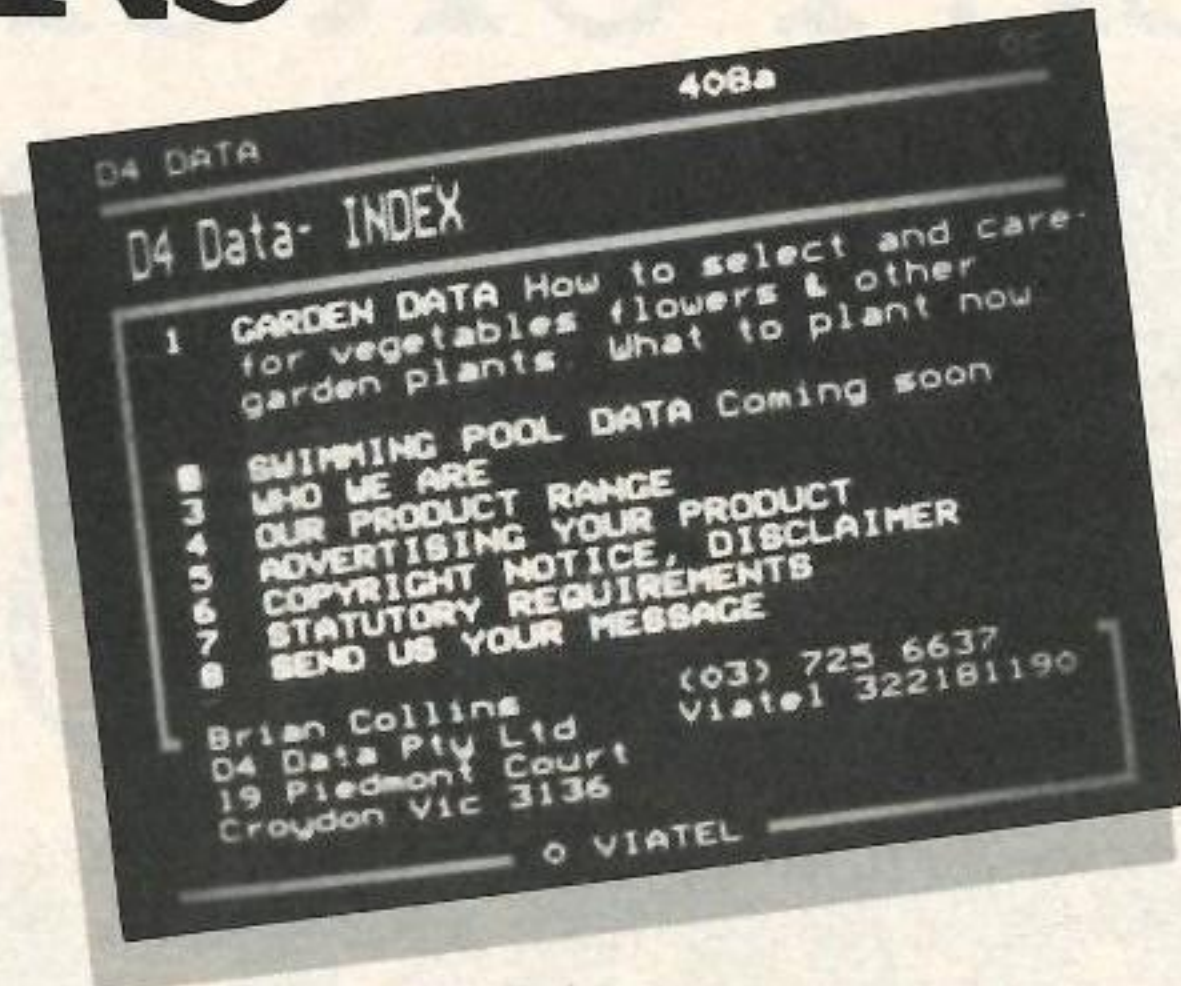 INS
408a
D4 DATA
D4 Data- INDEX
1 GARDEN DATA How to select and care-
for vegetables flowers & other
garden plants. What to plant now
SWIMMING POOL DATA Coming soon
3 WHO WE ARE
4 OUR PRODUCT RANGE
5 ADVERTISING YOUR PRODUCT
6 COPYRIGHT NOTICE, DISCLAIMER
7 STATUTORY REQUIREMENTS
8 SEND US YOUR MESSAGE
Brian Collins (03) 725 6637
D4 Data Pty Ltd Viatel 322181190
19 Piedmont Court
Croydon Vic 3136
0 VIATEL